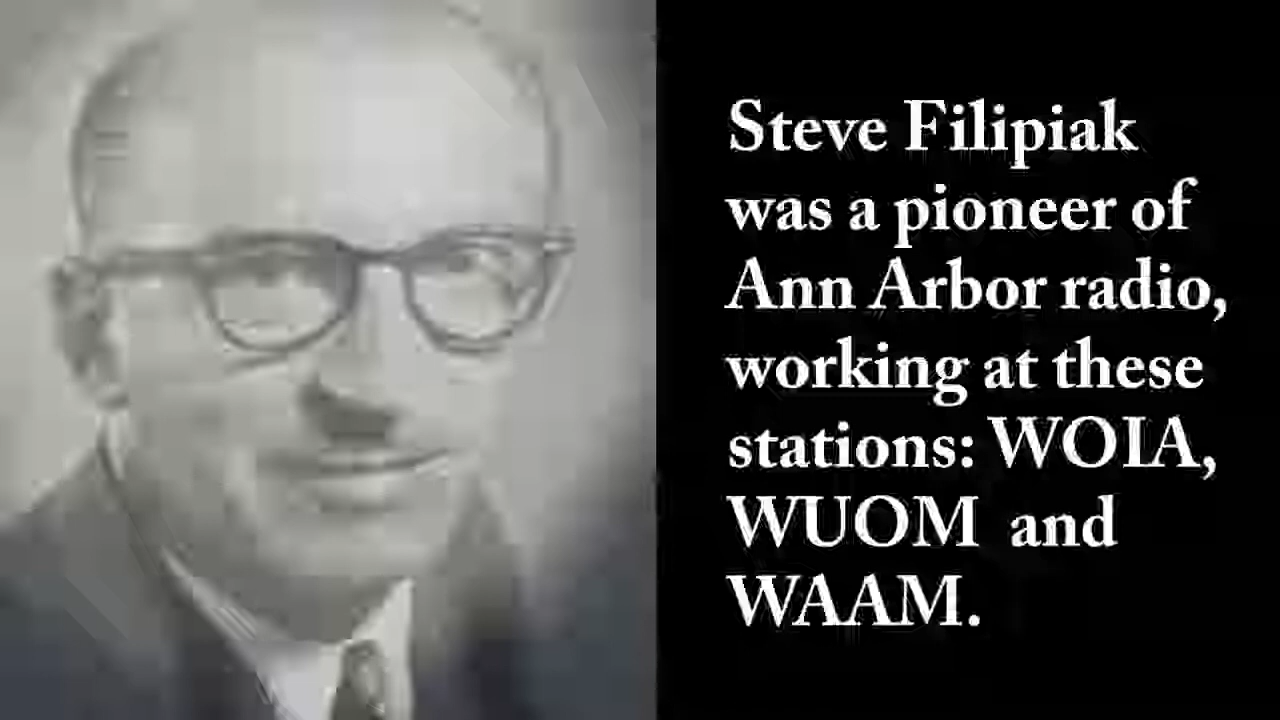 Steve Filipiak
was a pioneer of
Ann Arbor radio,
working at these
stations: WOIA,
WUOM and
WAAM.